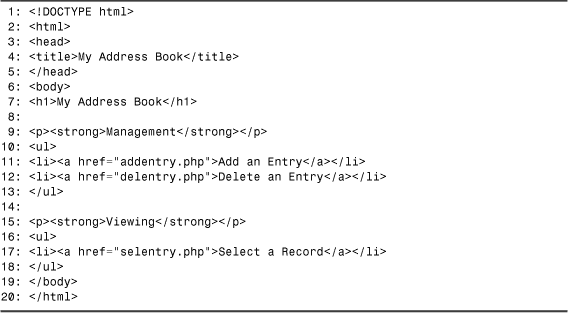 1: <!DOCTYPE html>
2: <html>
3: <head>
4: <title>My Address Book</title>
5: </head>
6: <body>
7: <h1>My Address Book</h1>
8:
9: <p><strong>Management</strong></p>
10: <ul>
11: <li><a href="addentry.php">Add an Entry</a></li>
12: <li><a href="delentry.php">Delete an Entry</a></li>
13: </ul>
14:
15: <p><strong>Viewing</strong></p>
16: <ul>
17: <li><a href="selentry.php">Select a Record</a></li>
18: </ul>
19: </body>
20: </html>